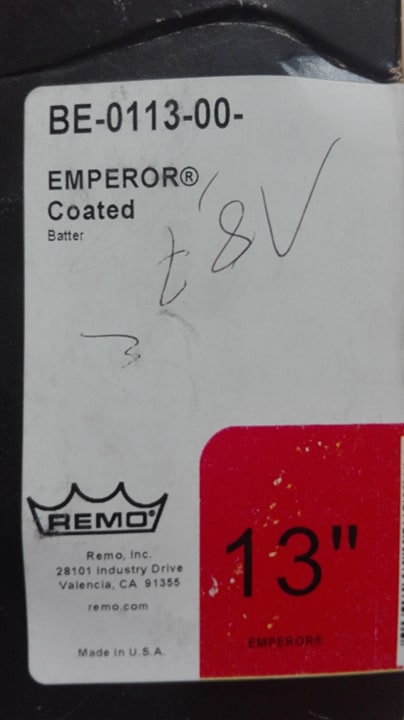 BE-0113-00-
EMPEROR®
Coated
Batter
REMO
Remo, Inc.
28101 Industry Drive
Valencia, CA 91355
remo.com
Made in U.S.A.
13"
EMPEROR®